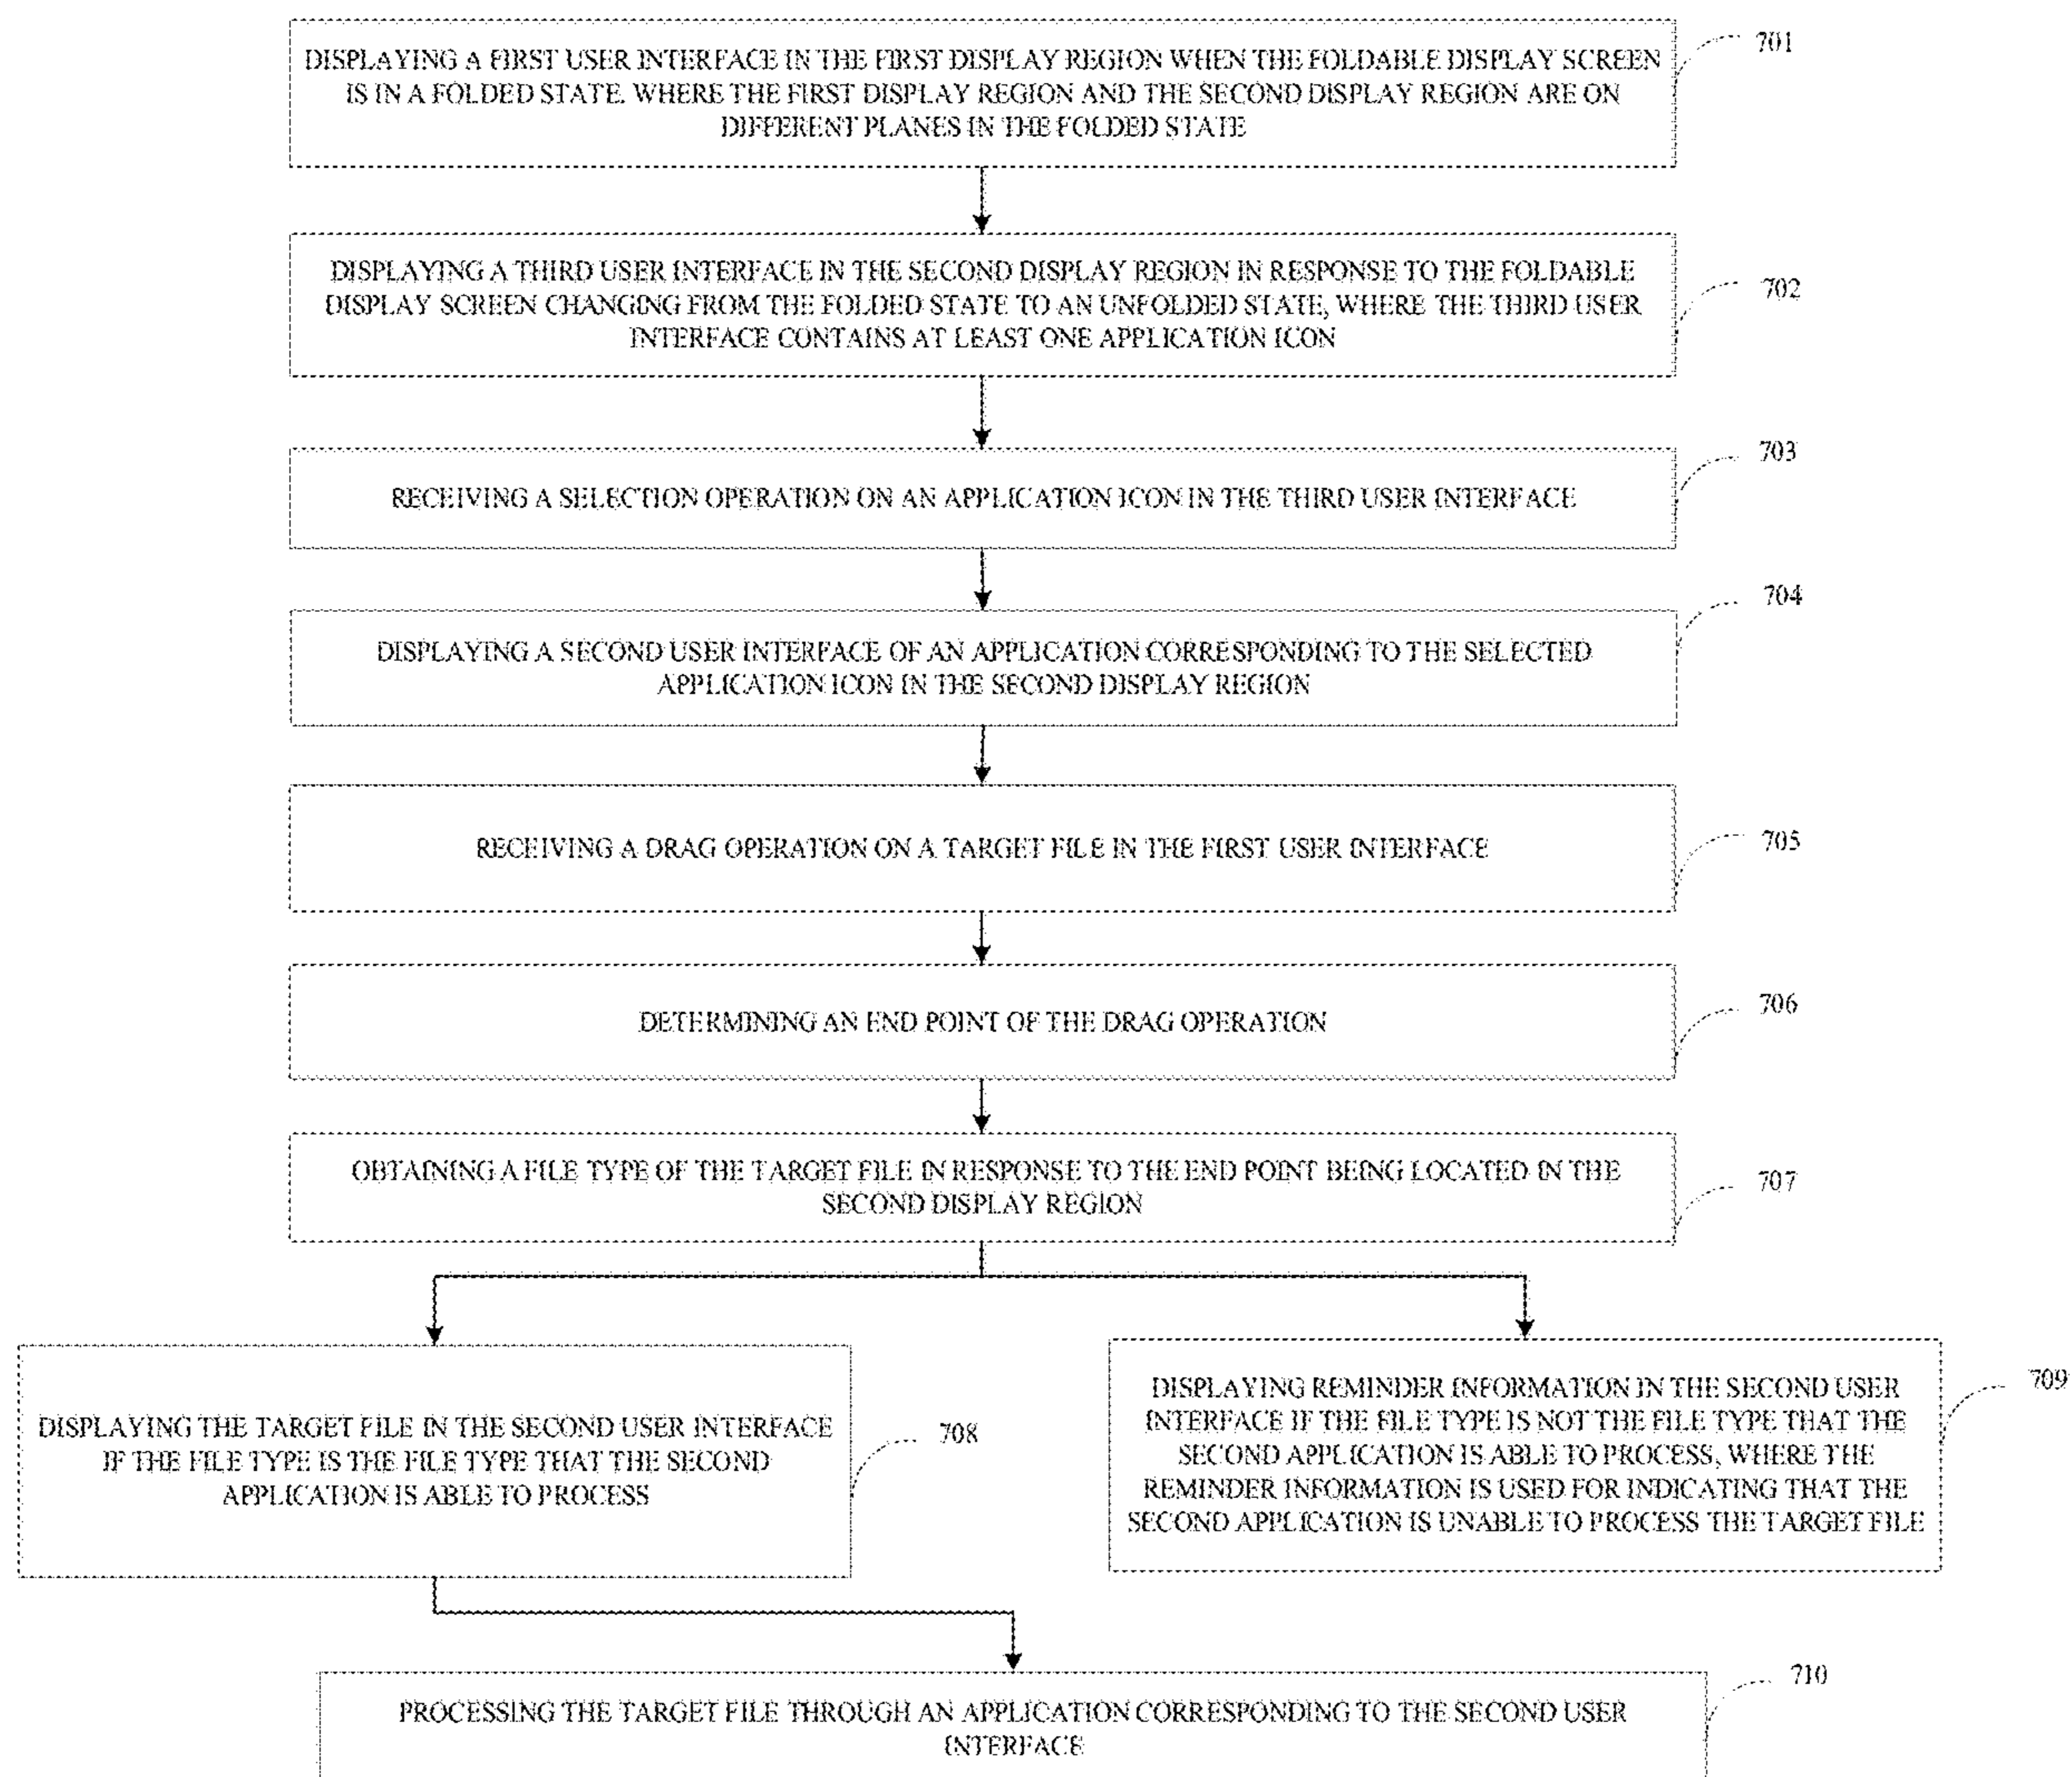 DISPLAYING A FIRST USER INTERFACE IN THE FIRST DISPLAY REGION WHEN THE FOLDABLE DISPLAY SCREEN
IS IN A FOLDED STATE. WHERE THE FIRST DISPLAY REGION AND THE SECOND DISPLAY REGION ARE ON
DIFFERENT PLANES IN THE FOLDED STATE
701
DISPLAYING A THIRD USER INTERFACE IN THE SECOND DISPLAY REGION IN RESPONSE TO THE FOLDABLE
DISPLAY SCREEN CHANGING FROM THE FOLDED STATE TO AN UNFOLDED STATE, WHERE THE THIRD USER
INTERFACE CONTAINS AT LEAST ONE APPLICATION ICON
702
RECEIVING A SELECTION OPERATION ON AN APPLICATION ICON IN THE THIRD USER INTERFACE
703
DISPLAYING A SECOND USER INTERFACE OF AN APPLICATION CORRESPONDING TO THE SELECTED
APPLICATION ICON IN THE SECOND DISPLAY REGION
704
RECEIVING A DRAG OPERATION ON A TARGET FILE IN THE FIRST USER INTERFACE
705
DETERMINING AN END POINT OF THE DRAG OPERATION
706
OBTAINING A FILE TYPE OF THE TARGET FILE IN RESPONSE TO THE END POINT BEING LOCATED IN THE
SECOND DISPLAY REGION
707
DISPLAYING THE TARGET FILE IN THE SECOND USER INTERFACE
IF THE FILE TYPE IS THE FILE TYPE THAT THE SECOND
APPLICATION IS ABLE TO PROCESS
708
DISPLAYING REMINDER INFORMATION IN THE SECOND USER
INTERFACE IF THE FILE TYPE IS NOT THE FILE TYPE THAT THE
SECOND APPLICATION IS ABLE TO PROCESS, WHERE THE
REMINDER INFORMATION IS USED FOR INDICATING THAT THE
SECOND APPLICATION IS UNABLE TO PROCESS THE TARGET FILE
709
PROCESSING THE TARGET FILE THROUGH AN APPLICATION CORRESPONDING TO THE SECOND USER
INTERFACE
710